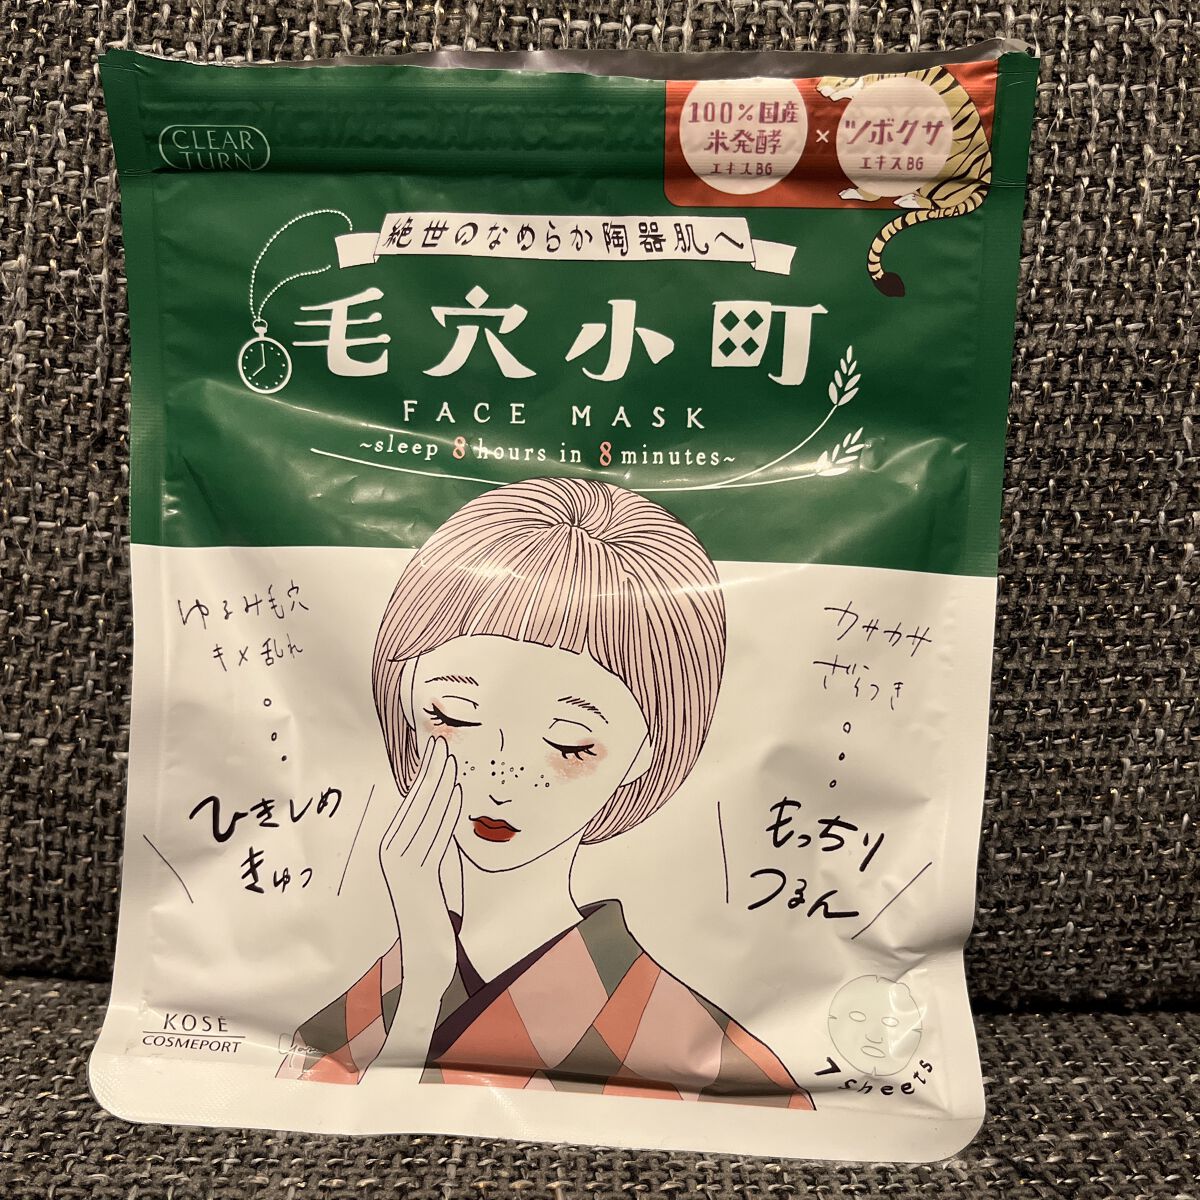 CLEAR
TURN
100%国産
米発酵
エキスBG
×
ツボクサ
エキスBG
CICA
絶世のなめらか陶器肌へ
毛穴小町
FACE MASK
~sleep 8 hours in 8 minutes~
ゆるみ毛穴
キメ乱れ
ひきしめ
きゅっ
カサカサ
ざらつき
もっちり
つるん
KOSÉ
COSMEPORT
7 sheets